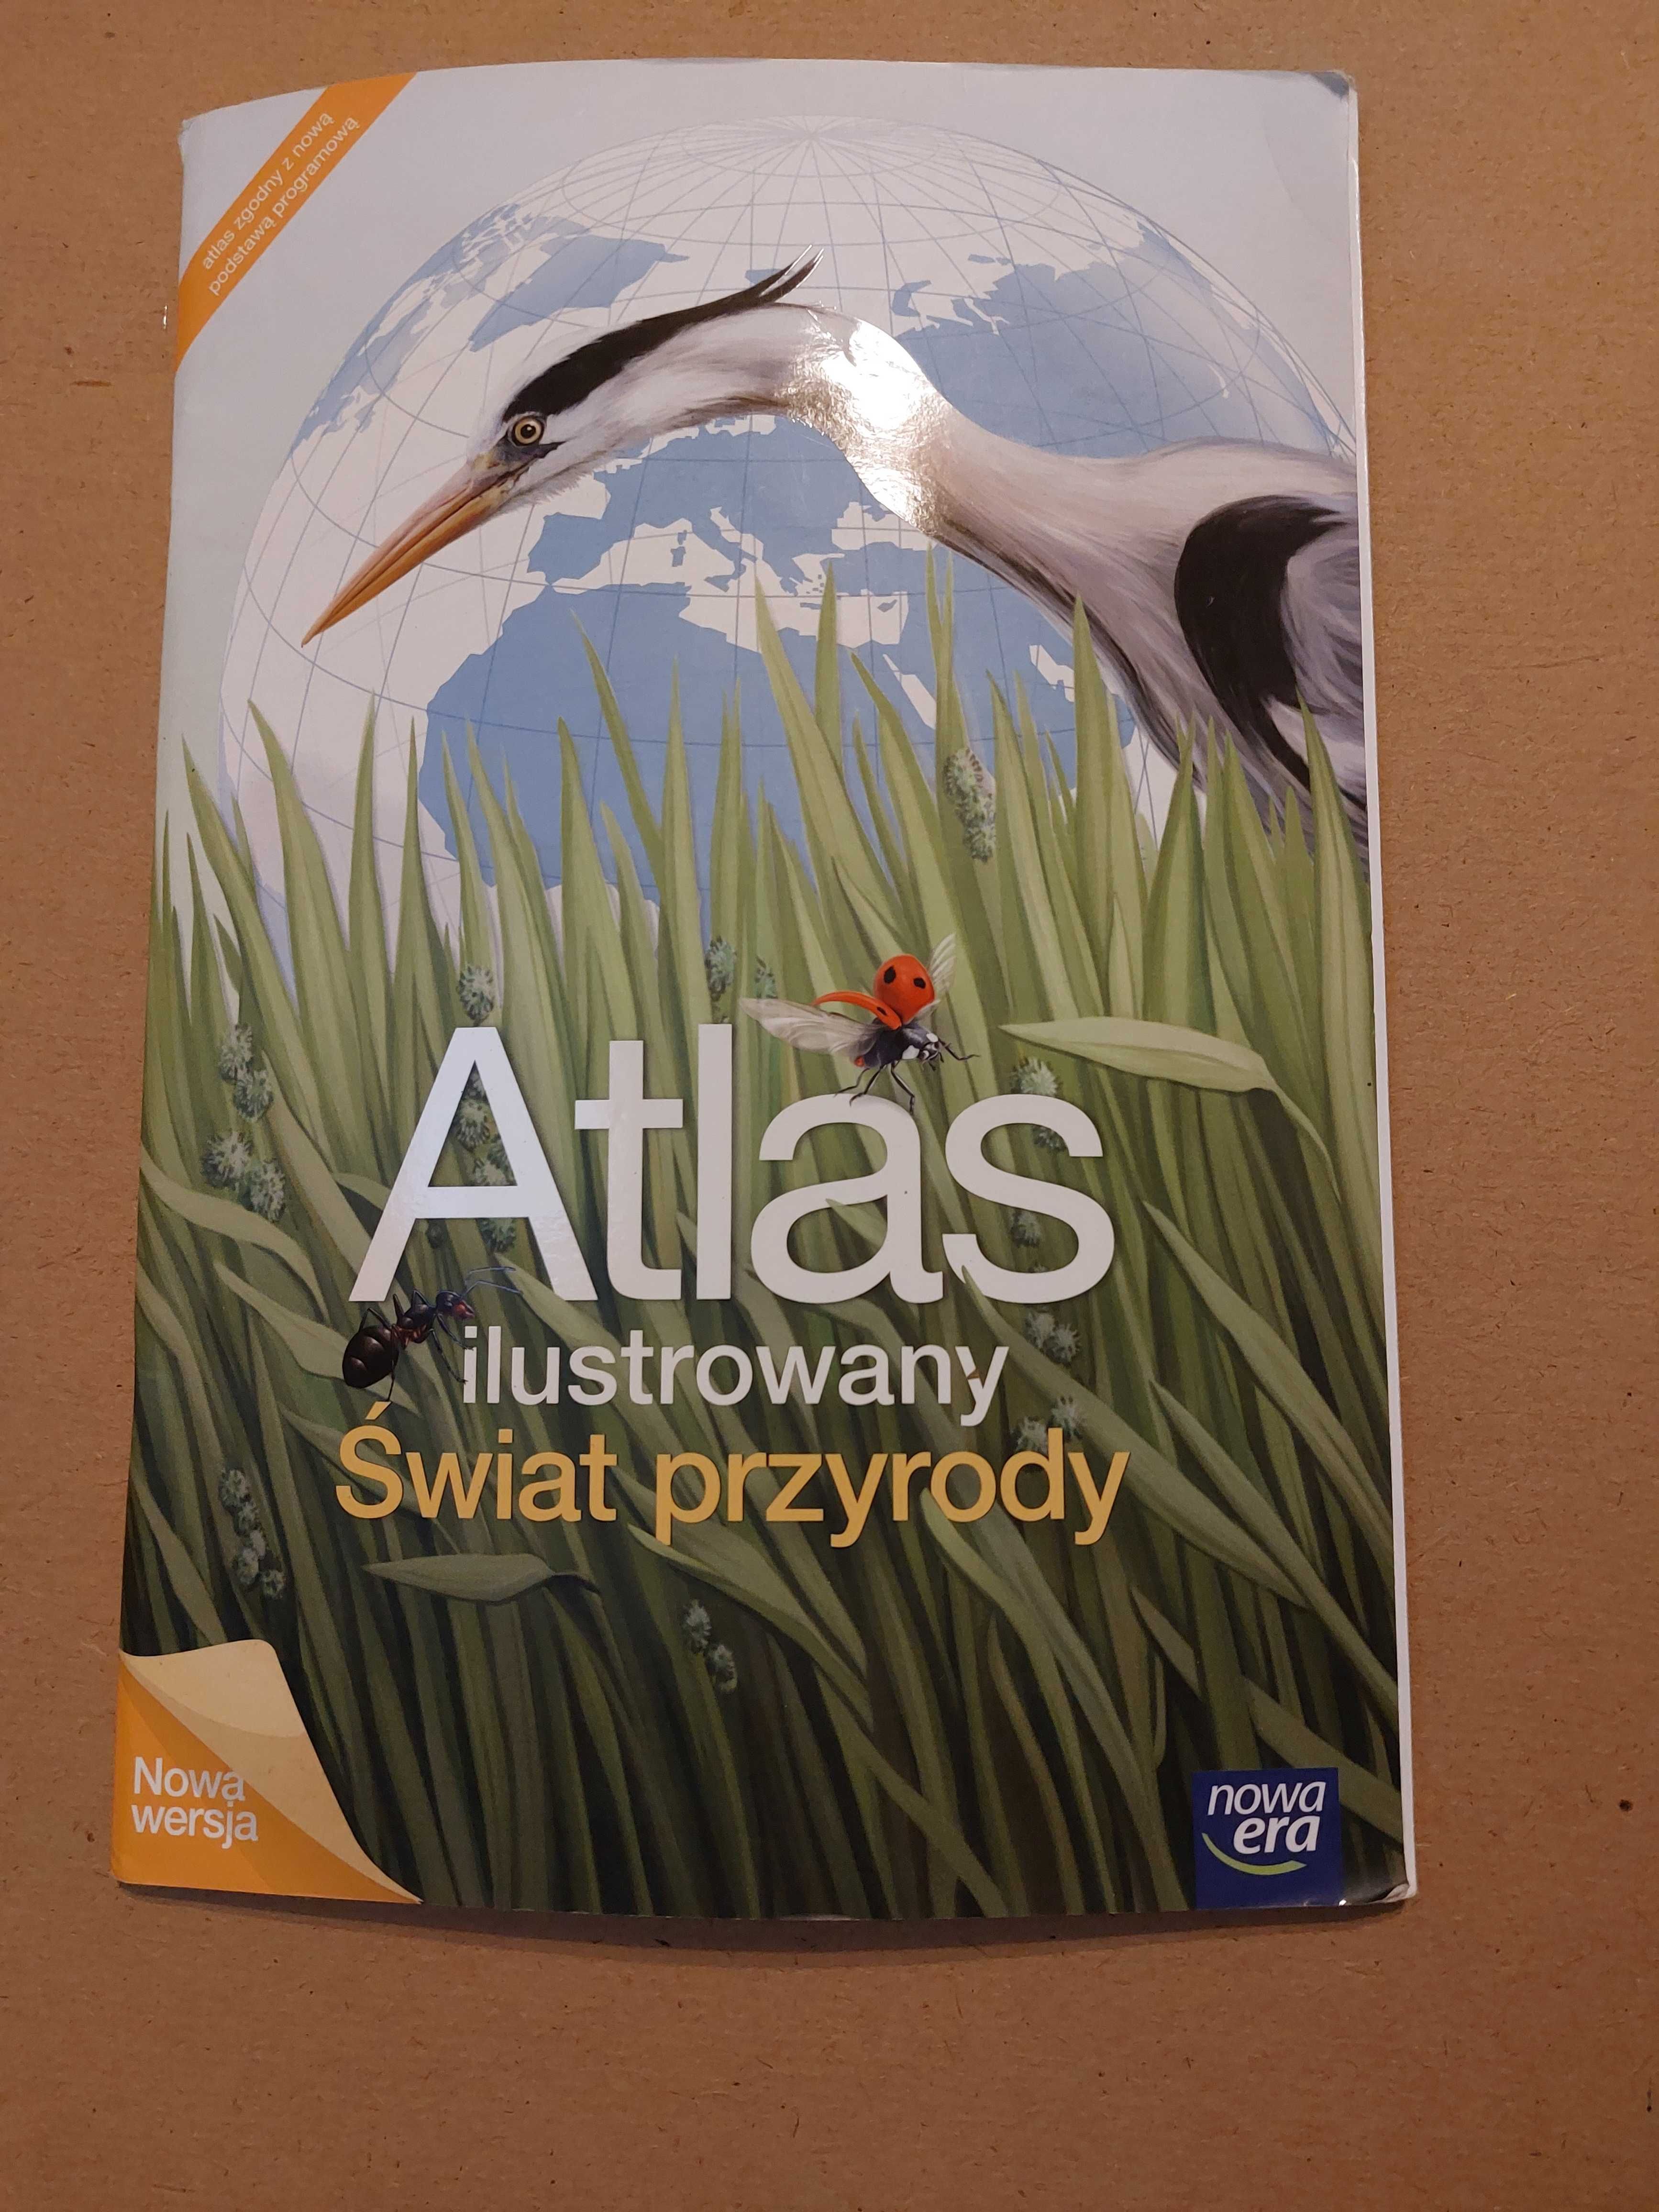 atlas zgodny z nową
podstawą programową
Atlas
ilustrowany
Świat przyrody
Nowa
wersja
nowa
era